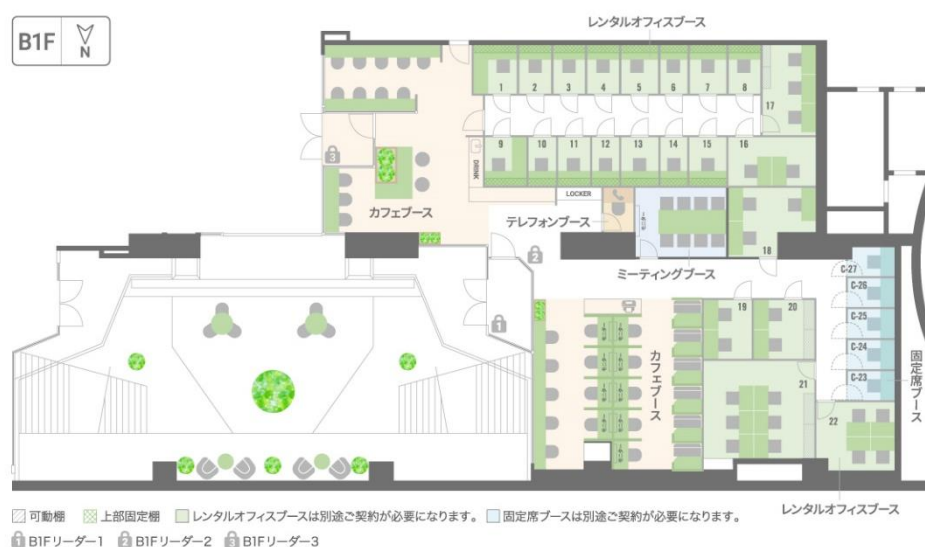 B1F
N
レンタルオフィスブース
1 2 3 4 5 6 7 8
17
3
9 10 11 12 13 14 15 16
DRINK
LOCKER
カフェブース
テレフォンブース
18
2
ミーティングブース
C-27
C-26
1
19 20
C-25
カフェブース
C-24
固定席ブース
C-23
21
22
レンタルオフィスブース
可動棚 上部固定棚 レンタルオフィスブースは別途ご契約が必要になります。 固定席ブースは別途ご契約が必要になります。
1 B1Fリーダー1 2 B1Fリーダー2 3 B1Fリーダー3